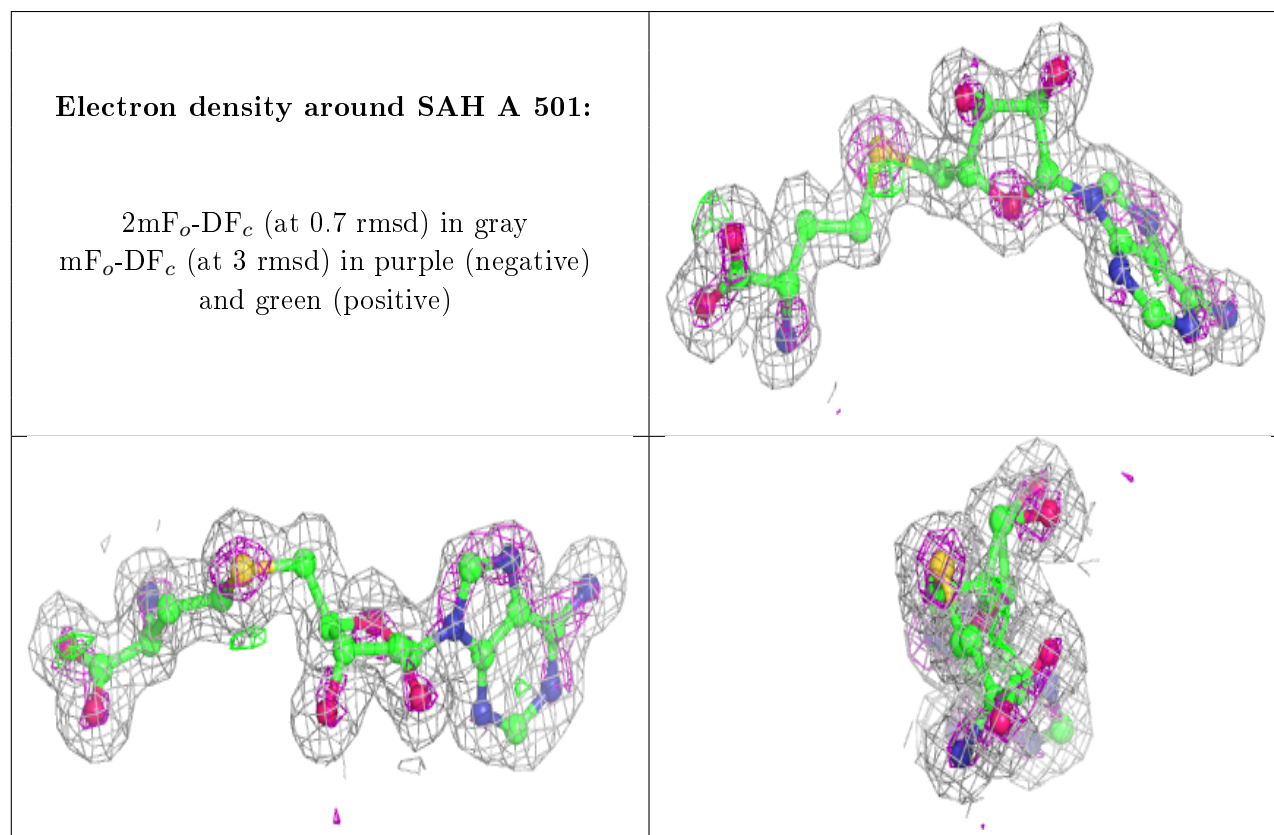 Electron density around SAH A 501:
2mFₒ-DF𝒸 (at 0.7 rmsd) in gray
mFₒ-DF𝒸 (at 3 rmsd) in purple (negative)
and green (positive)